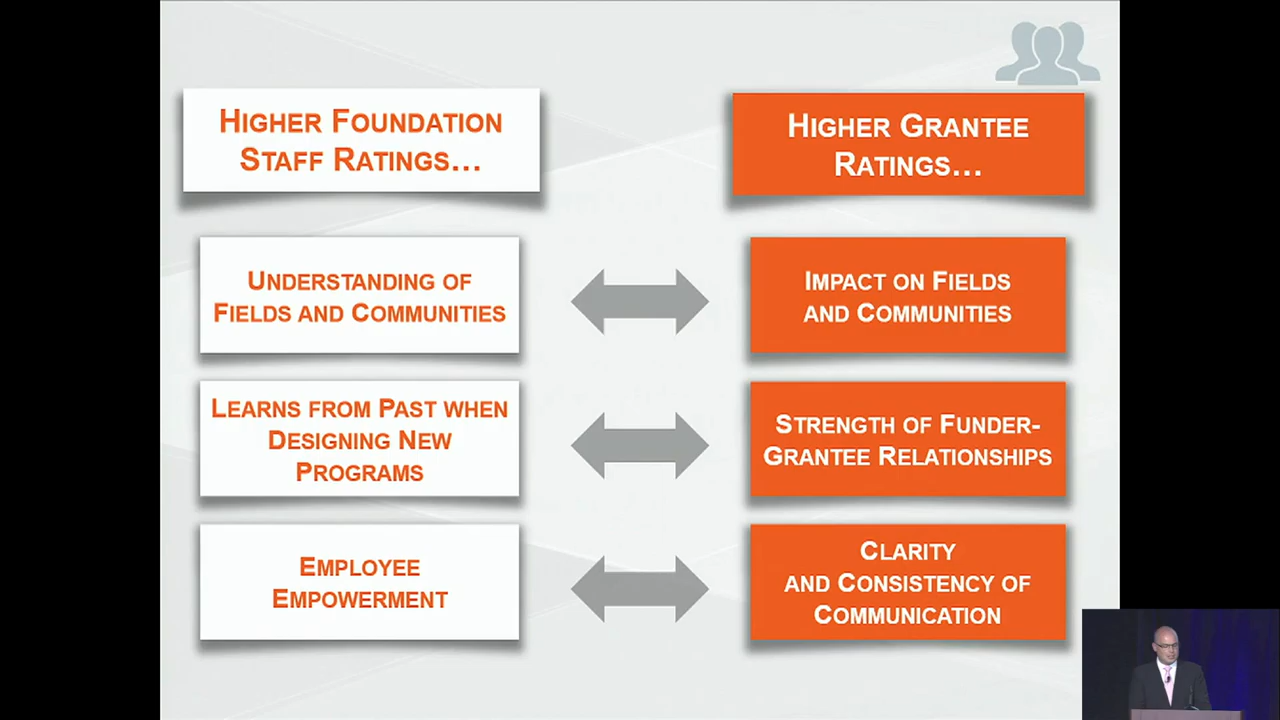 HIGHER FOUNDATION
STAFF RATINGS...
HIGHER GRANTEE
RATINGS...
UNDERSTANDING OF
FIELDS AND COMMUNITIES
IMPACT ON FIELDS
AND COMMUNITIES
LEARNS FROM PAST WHEN
DESIGNING NEW
PROGRAMS
STRENGTH OF FUNDER-
GRANTEE RELATIONSHIPS
EMPLOYEE
EMPOWERMENT
CLARITY
AND CONSISTENCY OF
COMMUNICATION